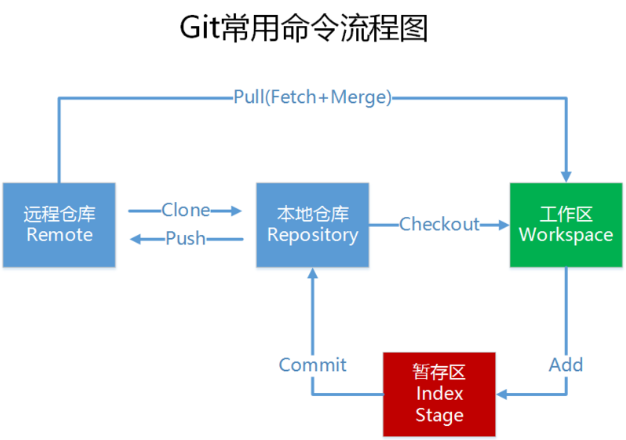 Git常用命令流程图
Pull(Fetch+Merge)
远程仓库
Remote
Clone
Push
本地仓库
Repository
Checkout
工作区
Workspace
Commit
暂存区
Index
Stage
Add